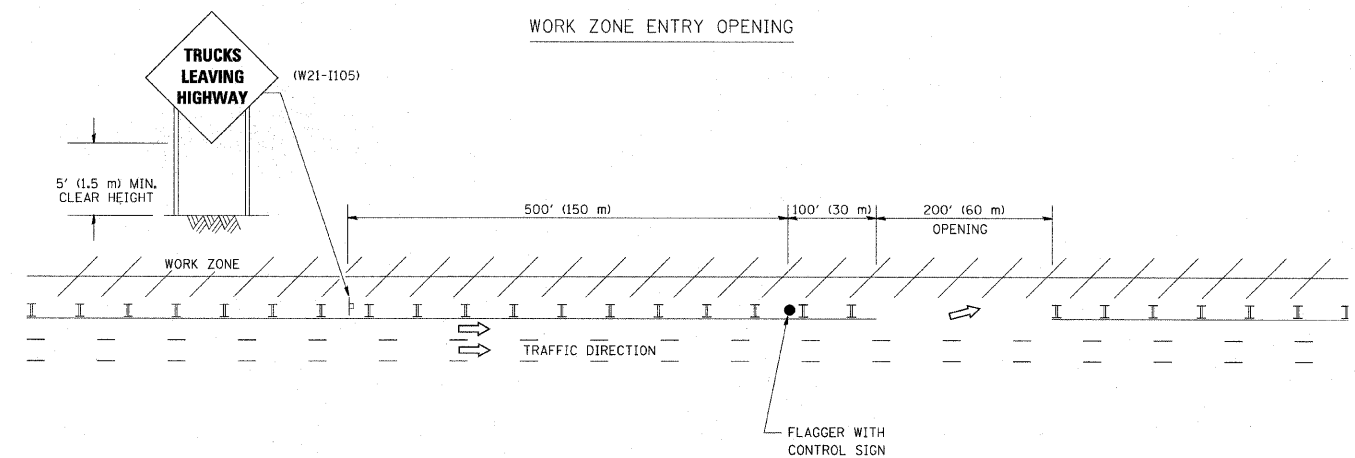 WORK ZONE ENTRY OPENING
TRUCKS
LEAVING
HIGHWAY
(W21-I105)
5' (1.5 m) MIN.
CLEAR HEIGHT
500' (150 m)
100' (30 m)
200' (60 m)
OPENING
WORK ZONE
TRAFFIC DIRECTION
FLAGGER WITH
CONTROL SIGN